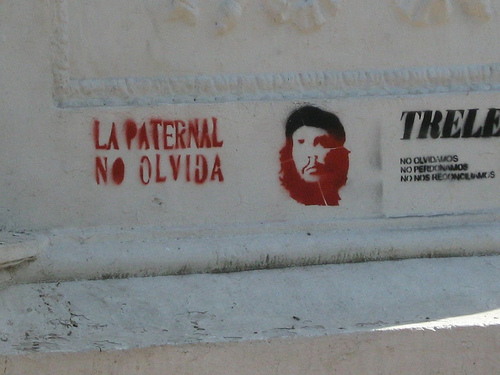 LA PATERNAL
NO OLVIDA
TRELE
NO OLVIDAMOS
NO PERDONAMOS
NO NOS RECONCILIAMOS